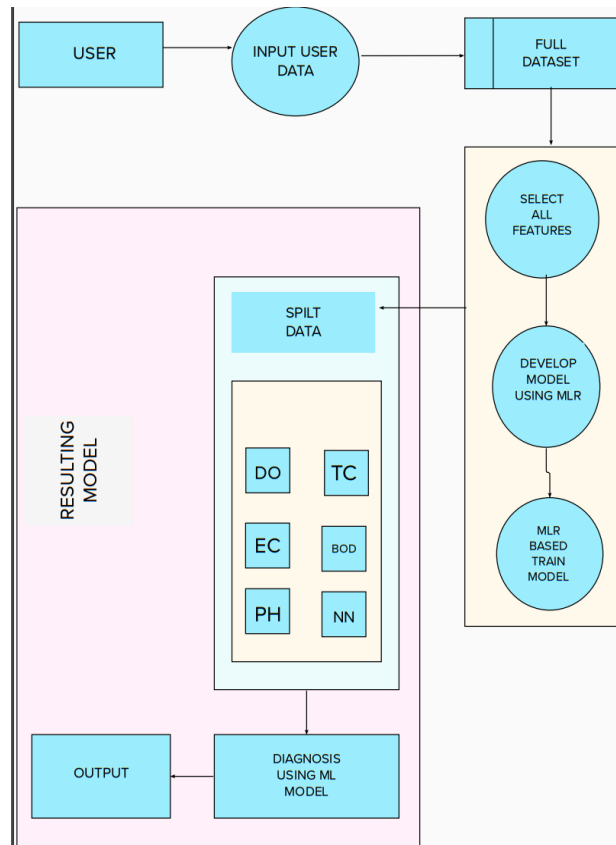 USER
INPUT USER
DATA
FULL
DATASET
SELECT
ALL
FEATURES
DEVELOP
MODEL
USING MLR
MLR
BASED
TRAIN
MODEL
SPILT
DATA
DO
TC
EC
BOD
PH
NN
RESULTING
MODEL
DIAGNOSIS
USING ML
MODEL
OUTPUT